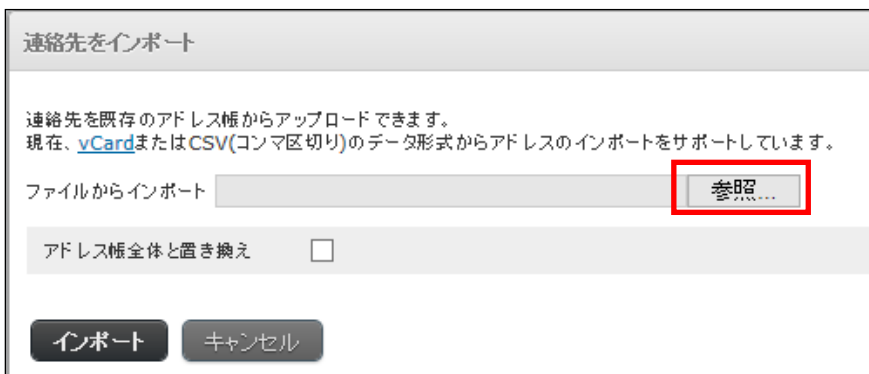 連絡先をインポート
連絡先を既存のアドレス帳からアップロードできます。
現在、vCardまたはCSV(コンマ区切り)のデータ形式からアドレスのインポートをサポートしています。
ファイルからインポート 参照...
アドレス帳全体と置き換え
インポート キャンセル